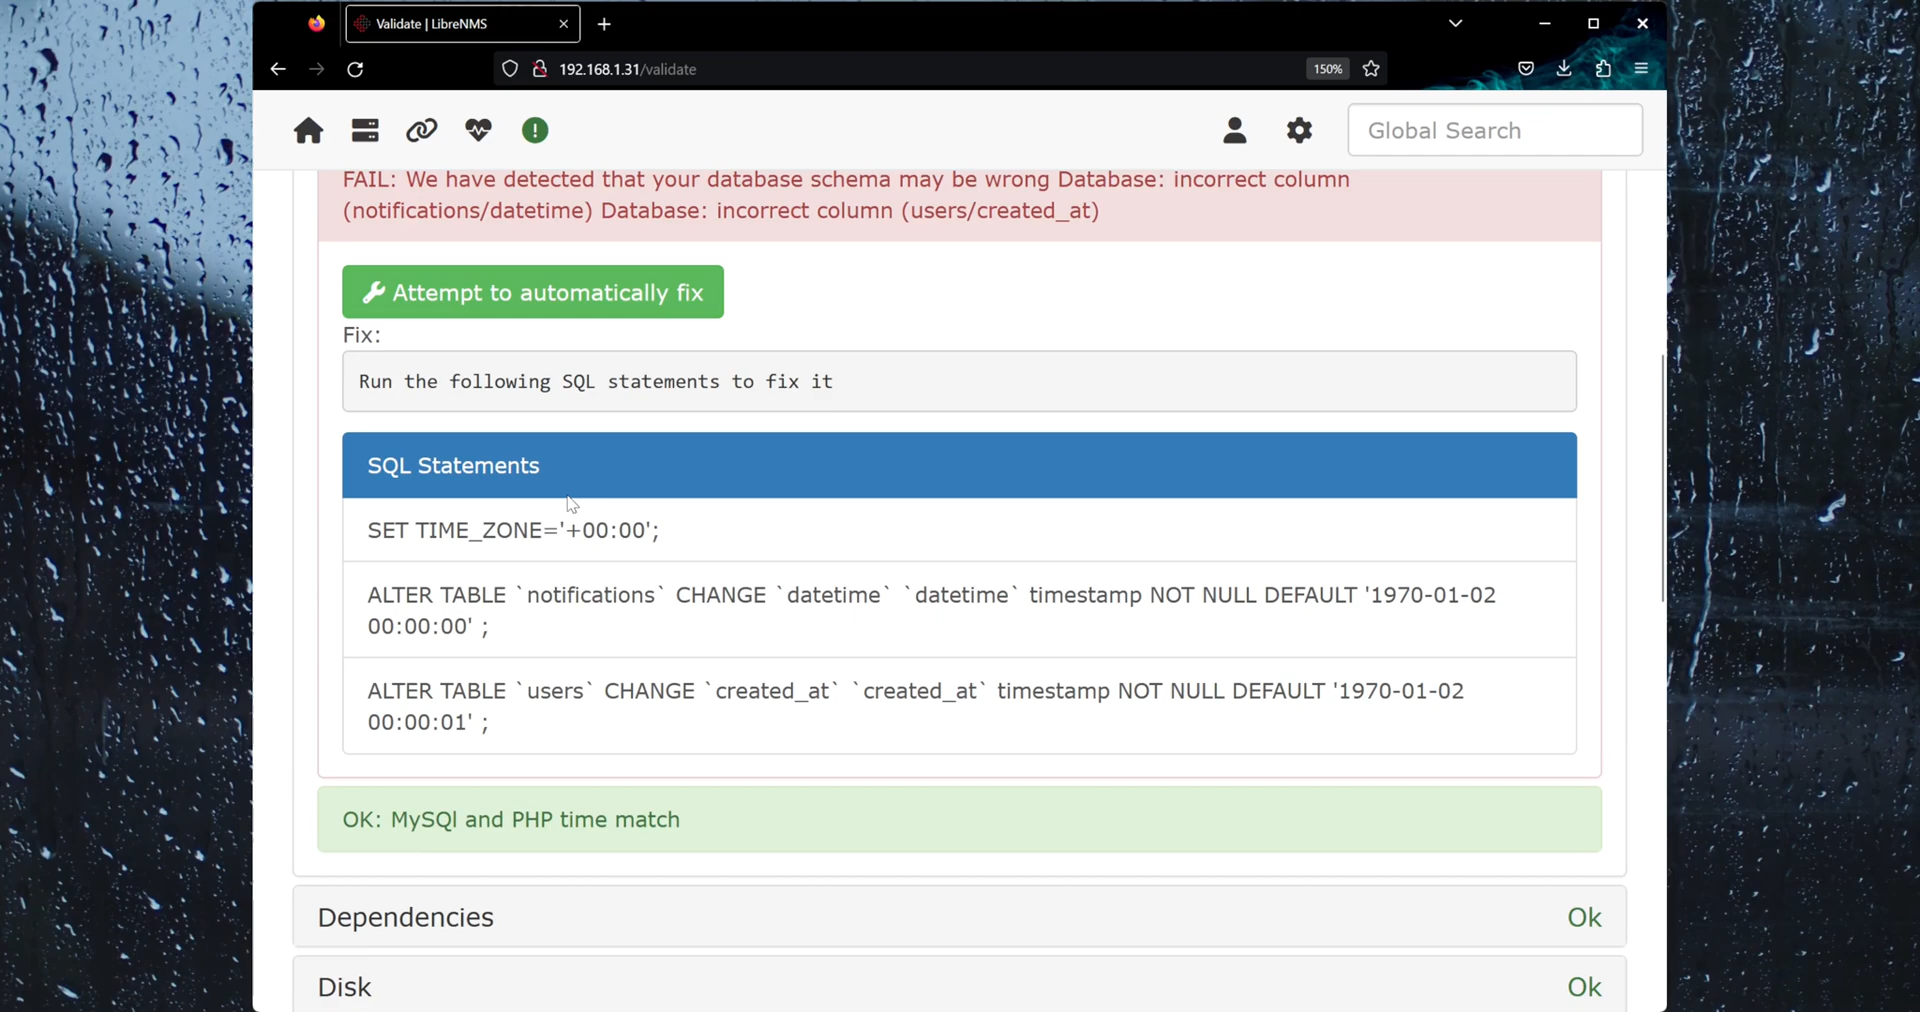 Validate | LibreNMS
192.168.1.31/validate
150%
Global Search
FAIL: We have detected that your database schema may be wrong Database: incorrect column
(notifications/datetime) Database: incorrect column (users/created_at)
Attempt to automatically fix
Fix:
Run the following SQL statements to fix it
SQL Statements
SET TIME_ZONE='+00:00';
ALTER TABLE `notifications` CHANGE `datetime` `datetime` timestamp NOT NULL DEFAULT '1970-01-02
00:00:00' ;
ALTER TABLE `users` CHANGE `created_at` `created_at` timestamp NOT NULL DEFAULT '1970-01-02
00:00:01' ;
OK: MySQl and PHP time match
Dependencies Ok
Disk Ok